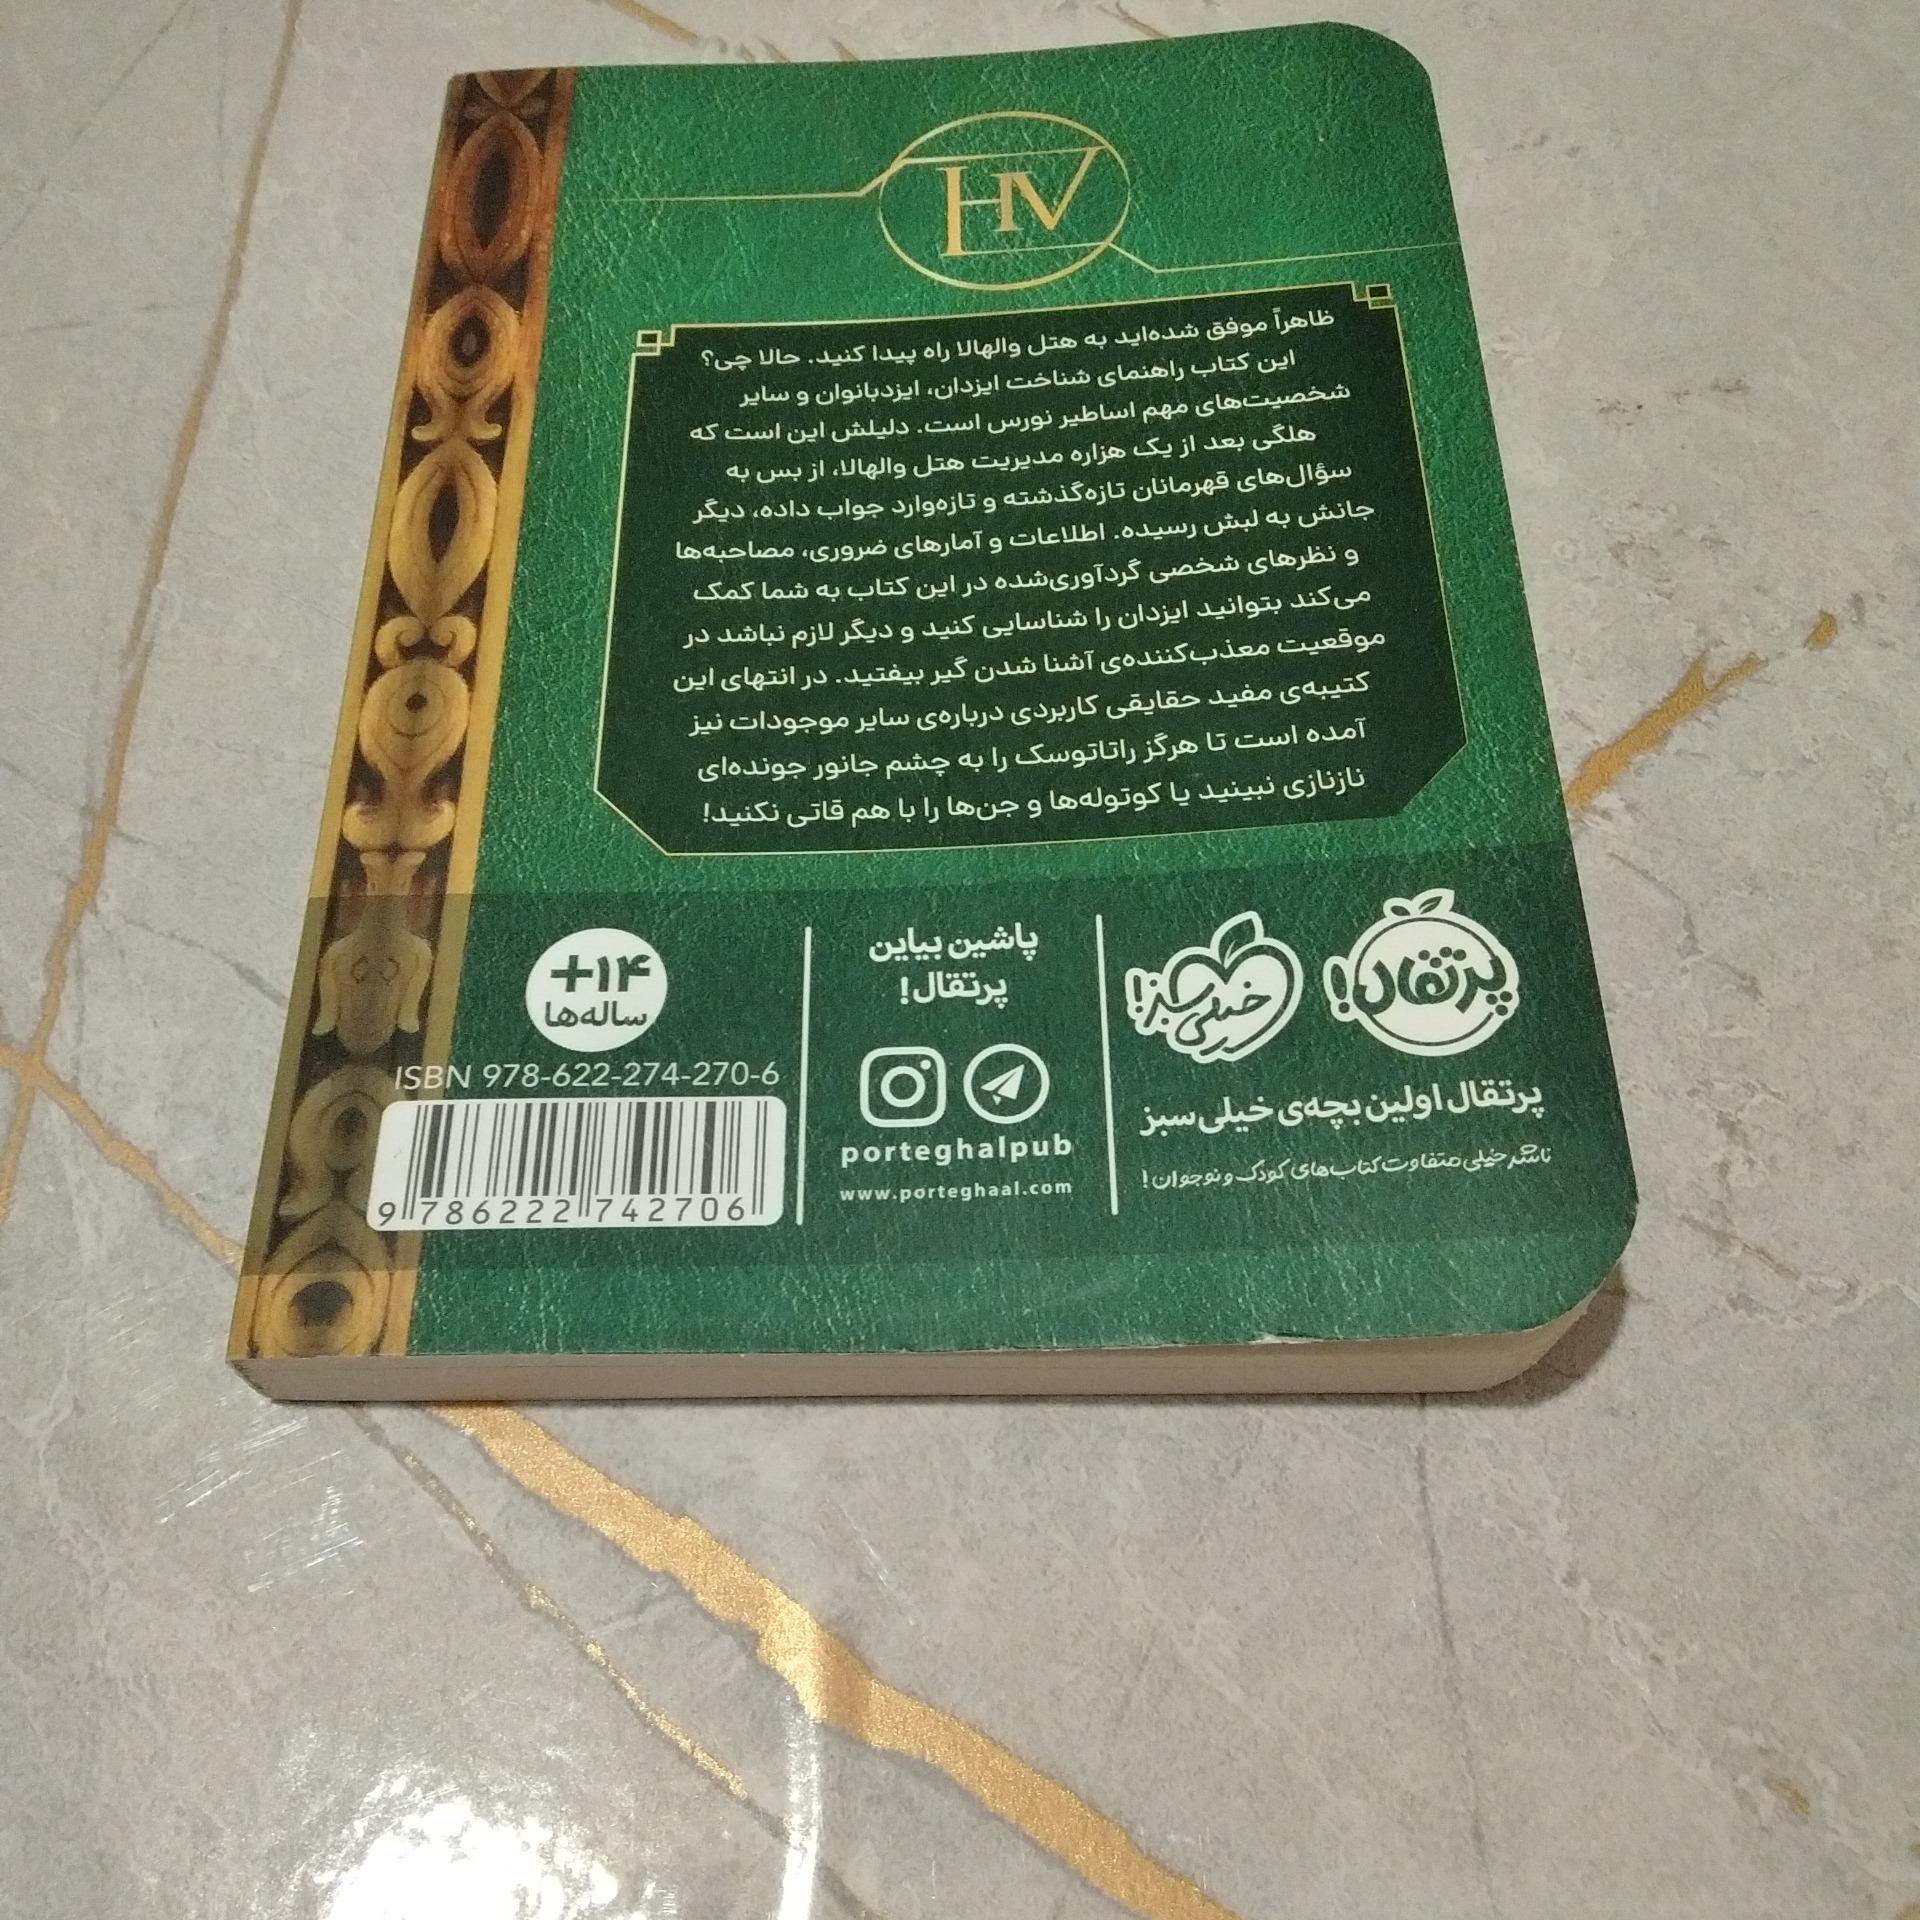 HV
ظاهراً موفق شده‌اید به هتل والهالا راه پیدا کنید. حالا چی؟
این کتاب راهنمای شناخت ایزدان، ایزدبانوان و سایر
شخصیت‌های مهم اساطیر نورس است. دلیلش این است که
هلگی بعد از یک هزاره مدیریت هتل والهالا، از بس به
سؤال‌های قهرمانان تازه‌گذشته و تازه‌وارد جواب داده، دیگر
جانش به لبش رسیده. اطلاعات و آمارهای ضروری، مصاحبه‌ها
و نظرهای شخصی گردآوری‌شده در این کتاب به شما کمک
می‌کند بتوانید ایزدان را شناسایی کنید و دیگر لازم نباشد در
موقعیت معذب‌کننده‌ی آشنا شدن گیر بیفتید. در انتهای این
کتیبه‌ی مفید حقایقی کاربردی درباره‌ی سایر موجودات نیز
آمده است تا هرگز راتاتوسک را به چشم جانور جونده‌ای
نازنازی نبینید یا کوتوله‌ها و جن‌ها را با هم قاتی نکنید!
پرتقال!
خیلی سبز!
پرتقال اولین بچه‌ی خیلی سبز
ناشر خیلی متفاوت کتاب‌های کودک و نوجوان!
پاشین بیاین
پرتقال!
porteghalpub
www.porteghaal.com
+۱۴
ساله‌ها
ISBN 978-622-274-270-6
9 786222 742706